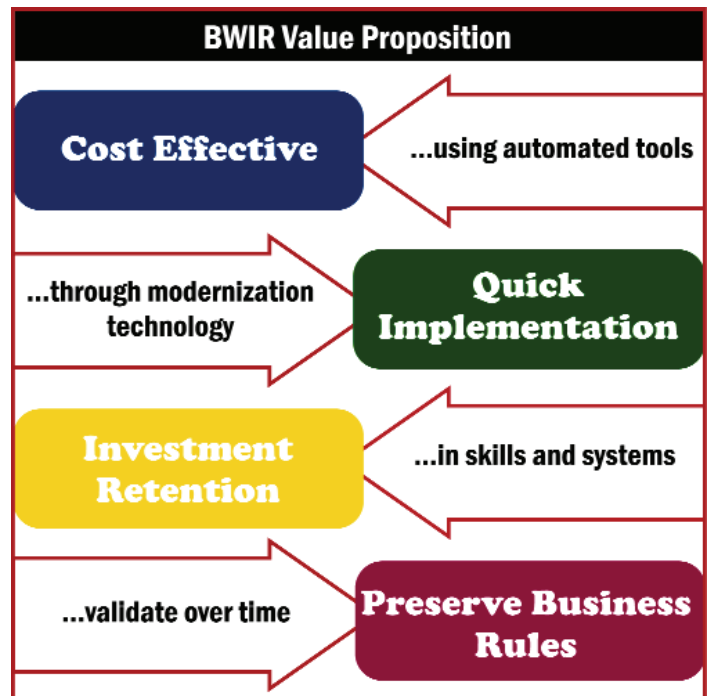 BWIR Value Proposition
Cost Effective
...using automated tools
...through modernization
technology
Quick
Implementation
Investment
Retention
...in skills and systems
...validate over time
Preserve Business
Rules